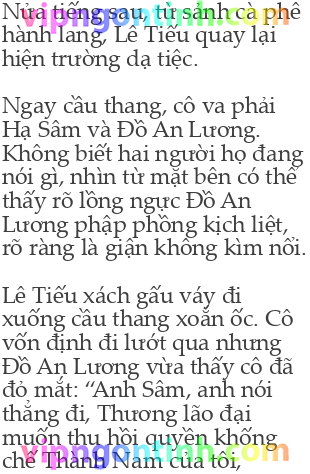 Nửa tiếng sau, từ sảnh cà phê
hành lang, Lê Tiếu quay lại
hiện trường dạ tiệc.
Ngay cầu thang, cô va phải
Hạ Sâm và Đồ An Lương.
Không biết hai người họ đang
nói gì, nhìn từ mặt bên có thể
thấy rõ lồng ngực Đồ An
Lương phập phồng kịch liệt,
rõ ràng là giận không kìm nổi.
Lê Tiếu xách gấu váy đi
xuống cầu thang xoắn ốc. Cô
vốn định đi lướt qua nhưng
Đồ An Lương vừa thấy cô đã
đỏ mắt: “Anh Sâm, anh nói
thẳng đi, Thương lão đại
muốn thu hồi quyền khống
chế Thành Nam của tôi,
vipngontinh.com
vipngontinh.com